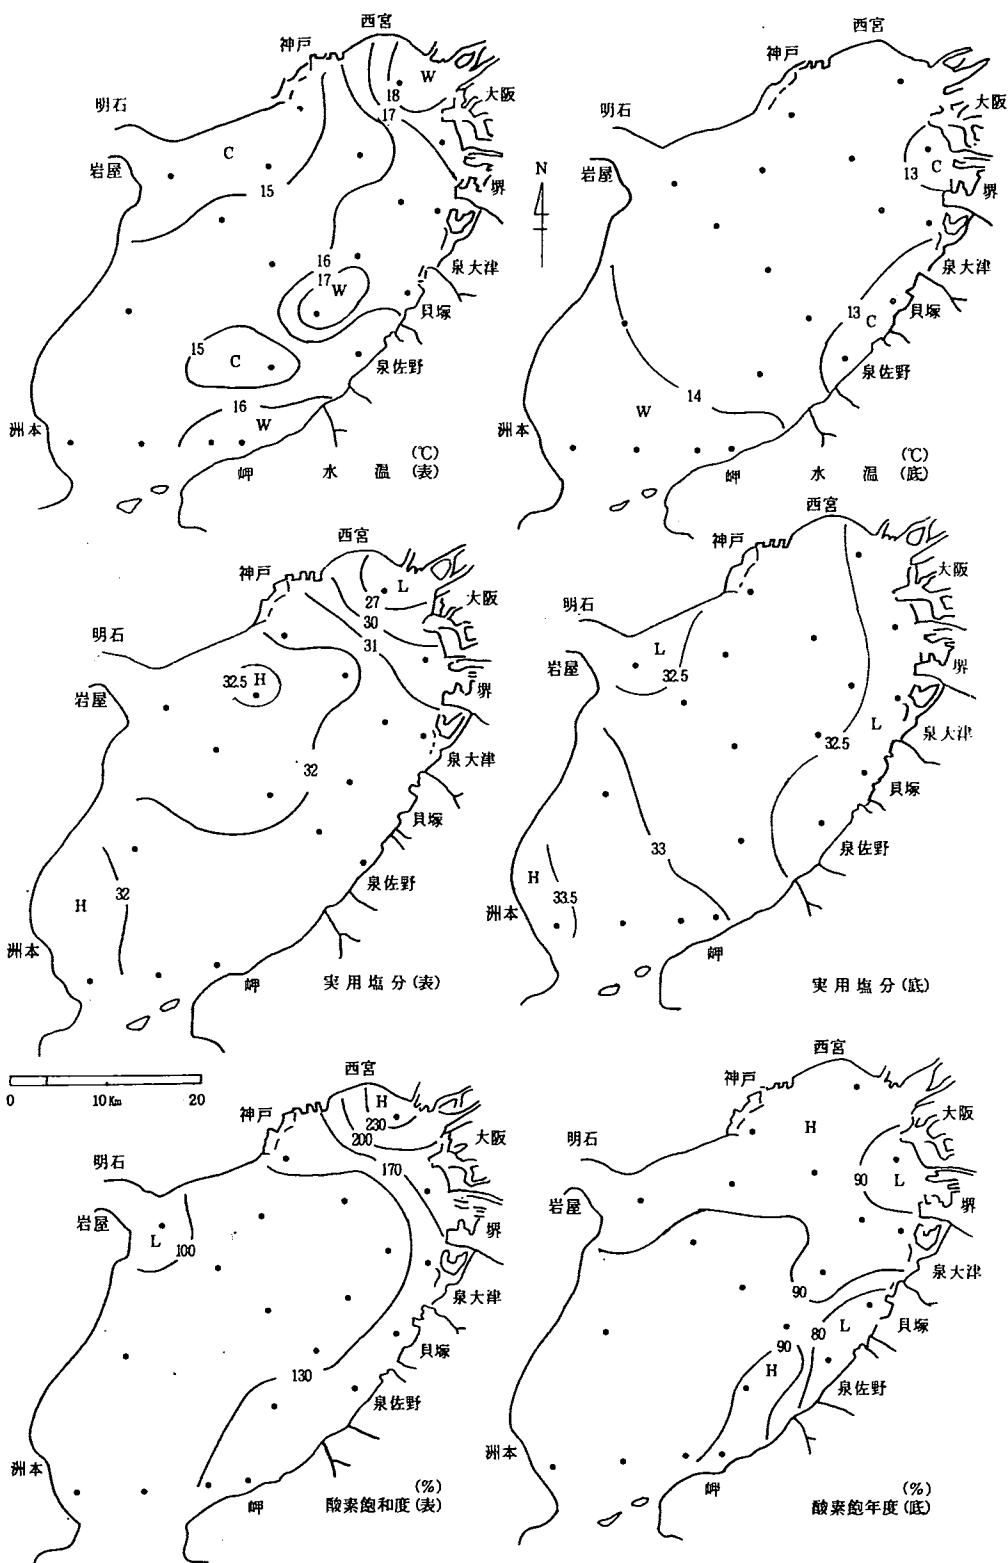 西宮
神戸
W
18
17
大阪
明石
C
岩屋
15
堺
泉大津
16
17
W
貝塚
15
C
泉佐野
16
W
洲本
岬
(℃)
水温(表)
N
西宮
神戸
大阪
明石
C
13
岩屋
堺
泉大津
13
C
貝塚
泉佐野
14
W
洲本
岬
(℃)
水温(底)
西宮
神戸
L
27
大阪
30
31
明石
32.5 H
岩屋
堺
泉大津
32
貝塚
泉佐野
32
H
洲本
岬
実用塩分(表)
西宮
神戸
大阪
明石
L
32.5
岩屋
堺
L
泉大津
32.5
貝塚
33
泉佐野
H
33.5
洲本
岬
実用塩分(底)
0 10Km 20
西宮
神戸
H
230
200
大阪
明石
170
岩屋
L
100
堺
泉大津
貝塚
130
泉佐野
洲本
岬
(%)
酸素飽和度(表)
西宮
神戸
H
大阪
明石
90
L
岩屋
堺
泉大津
90
貝塚
80
L
90
H
泉佐野
洲本
岬
(%)
酸素飽年度(底)